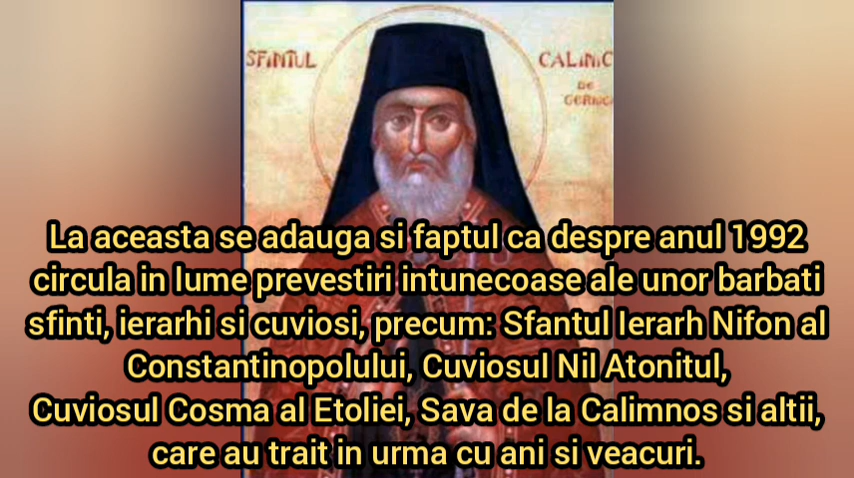 SFÎNTUL
CALINIC
DE
La aceasta se adauga si faptul ca despre anul 1992
circula in lume prevestiri intunecoase ale unor barbati
sfinti, ierarhi si cuviosi, precum: Sfantul Ierarh Nifon al
Constantinopolului, Cuviosul Nil Atonitul,
Cuviosul Cosma al Etoliei, Sava de la Calimnos si altii,
care au trait in urma cu ani si veacuri.